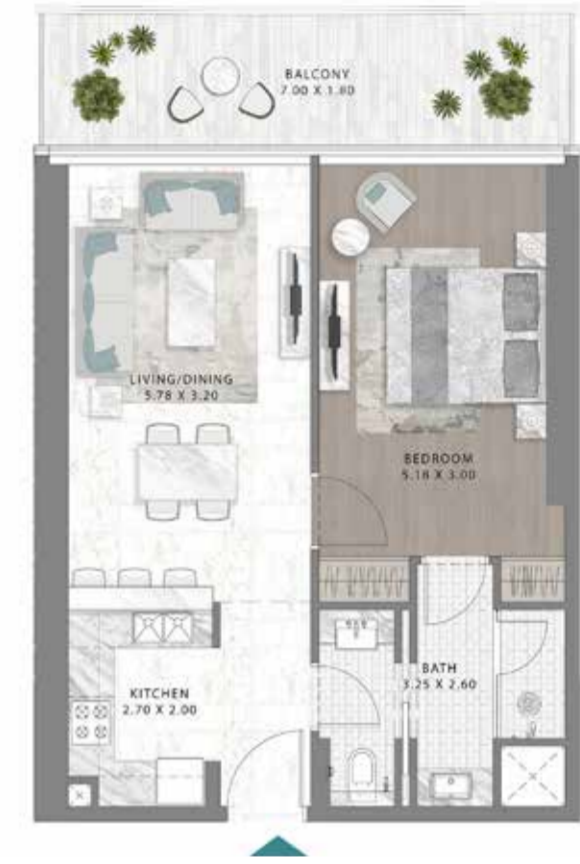 BALCONY
7.00 X 1.80
LIVING/DINING
5.78 X 3.20
BEDROOM
5.18 X 3.00
KITCHEN
2.70 X 2.00
BATH
3.25 X 2.60